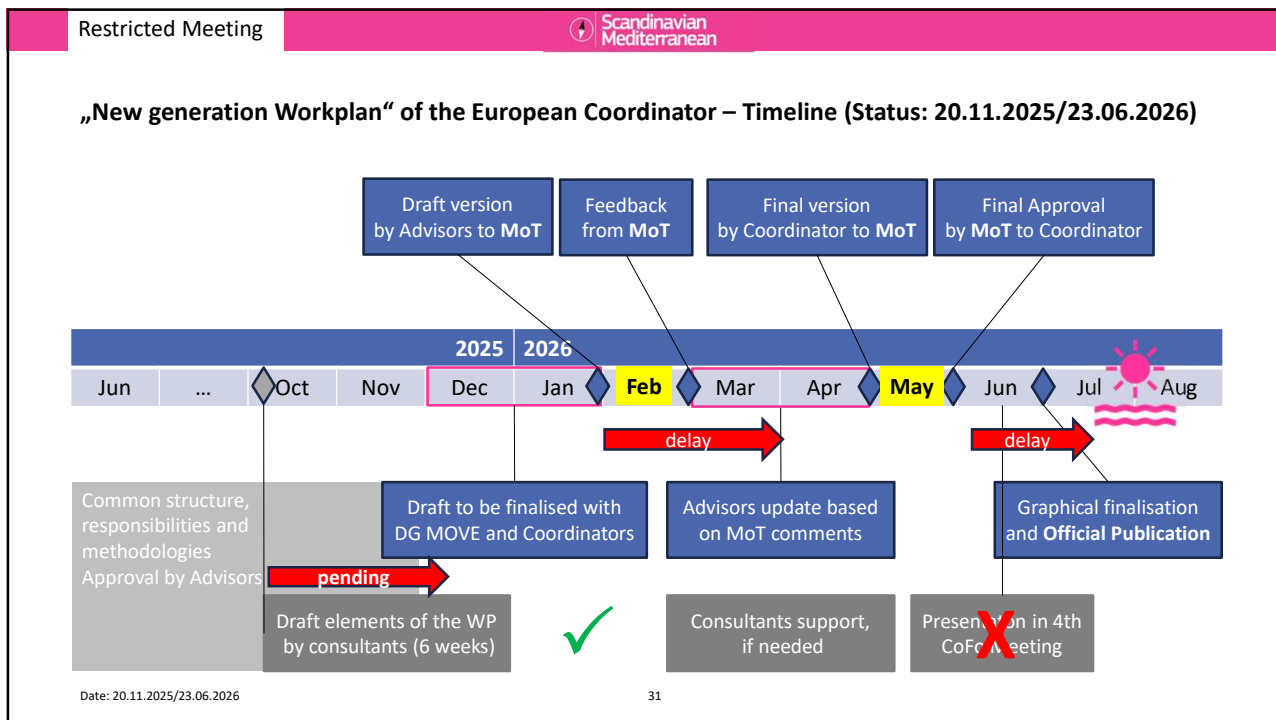 Restricted Meeting
Scandinavian
Mediterranean
„New generation Workplan“ of the European Coordinator – Timeline (Status: 20.11.2025/23.06.2026)
Draft version
by Advisors to MoT
Feedback
from MoT
Final version
by Coordinator to MoT
Final Approval
by MoT to Coordinator
2025 2026
Jun ... Oct Nov Dec Jan Feb Mar Apr May Jun Jul Aug
delay
delay
Common structure,
responsibilities and
methodologies
Approval by Advisors
pending
Draft to be finalised with
DG MOVE and Coordinators
Advisors update based
on MoT comments
Graphical finalisation
and Official Publication
Draft elements of the WP
by consultants (6 weeks)
Consultants support,
if needed
Presentation in 4th
CoFo Meeting
X
Date: 20.11.2025/23.06.2026
31